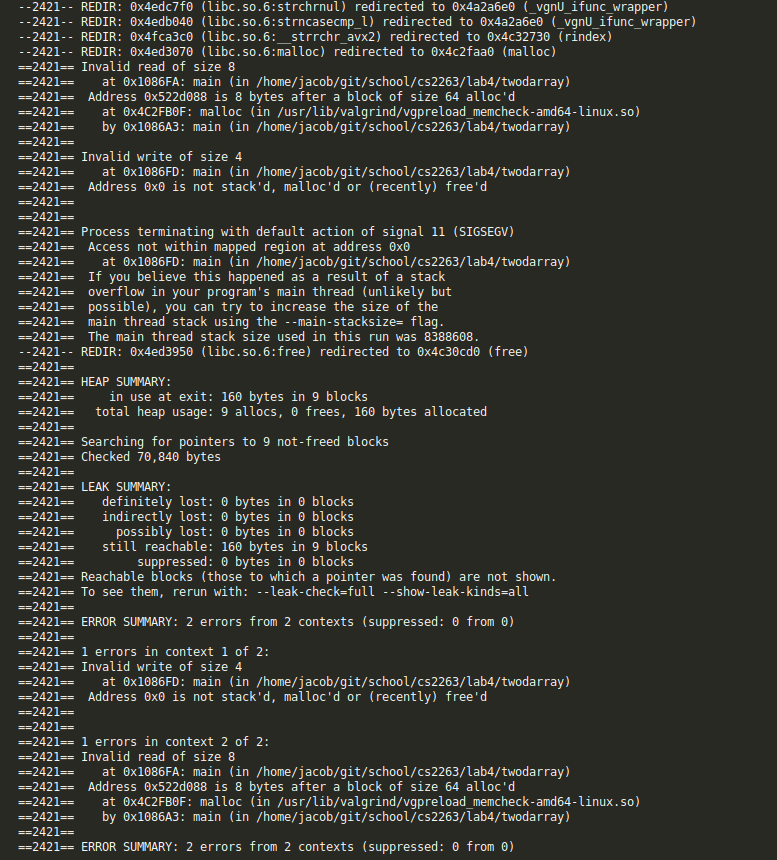 --2421-- REDIR: 0x4edc7f0 (libc.so.6:strchrnul) redirected to 0x4a2a6e0 (_vgnU_ifunc_wrapper)
--2421-- REDIR: 0x4edb040 (libc.so.6:strncasecmp_l) redirected to 0x4a2a6e0 (_vgnU_ifunc_wrapper)
--2421-- REDIR: 0x4fca3c0 (libc.so.6:__strrchr_avx2) redirected to 0x4c32730 (rindex)
--2421-- REDIR: 0x4ed3070 (libc.so.6:malloc) redirected to 0x4c2faa0 (malloc)
==2421== Invalid read of size 8
==2421==    at 0x1086FA: main (in /home/jacob/git/school/cs2263/lab4/twodarray)
==2421==  Address 0x522d088 is 8 bytes after a block of size 64 alloc'd
==2421==    at 0x4C2FB0F: malloc (in /usr/lib/valgrind/vgpreload_memcheck-amd64-linux.so)
==2421==    by 0x1086A3: main (in /home/jacob/git/school/cs2263/lab4/twodarray)
==2421==
==2421== Invalid write of size 4
==2421==    at 0x1086FD: main (in /home/jacob/git/school/cs2263/lab4/twodarray)
==2421==  Address 0x0 is not stack'd, malloc'd or (recently) free'd
==2421==
==2421==
==2421== Process terminating with default action of signal 11 (SIGSEGV)
==2421==  Access not within mapped region at address 0x0
==2421==    at 0x1086FD: main (in /home/jacob/git/school/cs2263/lab4/twodarray)
==2421==  If you believe this happened as a result of a stack
==2421==  overflow in your program's main thread (unlikely but
==2421==  possible), you can try to increase the size of the
==2421==  main thread stack using the --main-stacksize= flag.
==2421==  The main thread stack size used in this run was 8388608.
--2421-- REDIR: 0x4ed3950 (libc.so.6:free) redirected to 0x4c30cd0 (free)
==2421==
==2421== HEAP SUMMARY:
==2421==     in use at exit: 160 bytes in 9 blocks
==2421==   total heap usage: 9 allocs, 0 frees, 160 bytes allocated
==2421==
==2421== Searching for pointers to 9 not-freed blocks
==2421== Checked 70,840 bytes
==2421==
==2421== LEAK SUMMARY:
==2421==    definitely lost: 0 bytes in 0 blocks
==2421==    indirectly lost: 0 bytes in 0 blocks
==2421==      possibly lost: 0 bytes in 0 blocks
==2421==    still reachable: 160 bytes in 9 blocks
==2421==         suppressed: 0 bytes in 0 blocks
==2421== Reachable blocks (those to which a pointer was found) are not shown.
==2421== To see them, rerun with: --leak-check=full --show-leak-kinds=all
==2421==
==2421== ERROR SUMMARY: 2 errors from 2 contexts (suppressed: 0 from 0)
==2421==
==2421== 1 errors in context 1 of 2:
==2421== Invalid write of size 4
==2421==    at 0x1086FD: main (in /home/jacob/git/school/cs2263/lab4/twodarray)
==2421==  Address 0x0 is not stack'd, malloc'd or (recently) free'd
==2421==
==2421==
==2421== 1 errors in context 2 of 2:
==2421== Invalid read of size 8
==2421==    at 0x1086FA: main (in /home/jacob/git/school/cs2263/lab4/twodarray)
==2421==  Address 0x522d088 is 8 bytes after a block of size 64 alloc'd
==2421==    at 0x4C2FB0F: malloc (in /usr/lib/valgrind/vgpreload_memcheck-amd64-linux.so)
==2421==    by 0x1086A3: main (in /home/jacob/git/school/cs2263/lab4/twodarray)
==2421==
==2421== ERROR SUMMARY: 2 errors from 2 contexts (suppressed: 0 from 0)